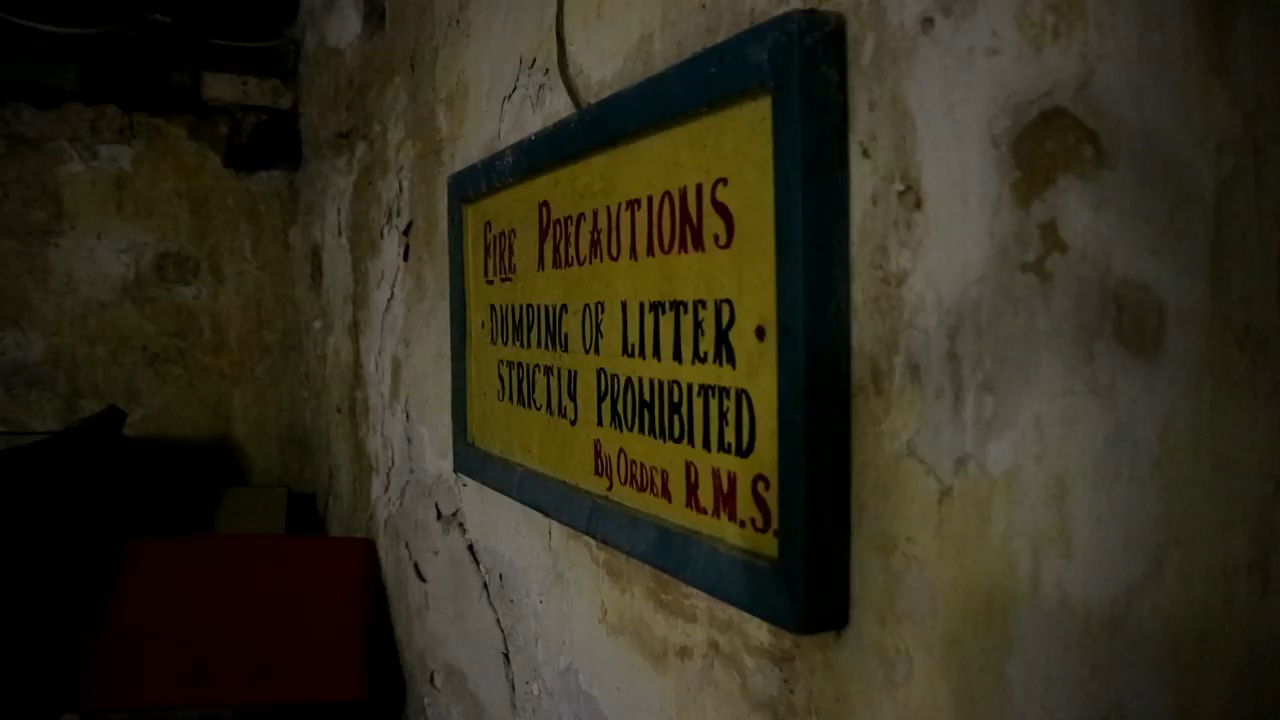 FIRE PRECAUTIONS
· DUMPING OF LITTER ·
STRICTLY PROHIBITED
By ORDER R.M.S.